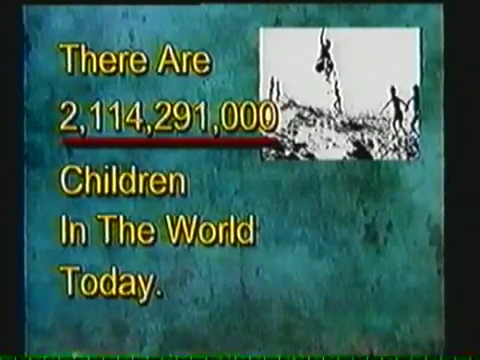 There Are
2,114,291,000
Children
In The World
Today.